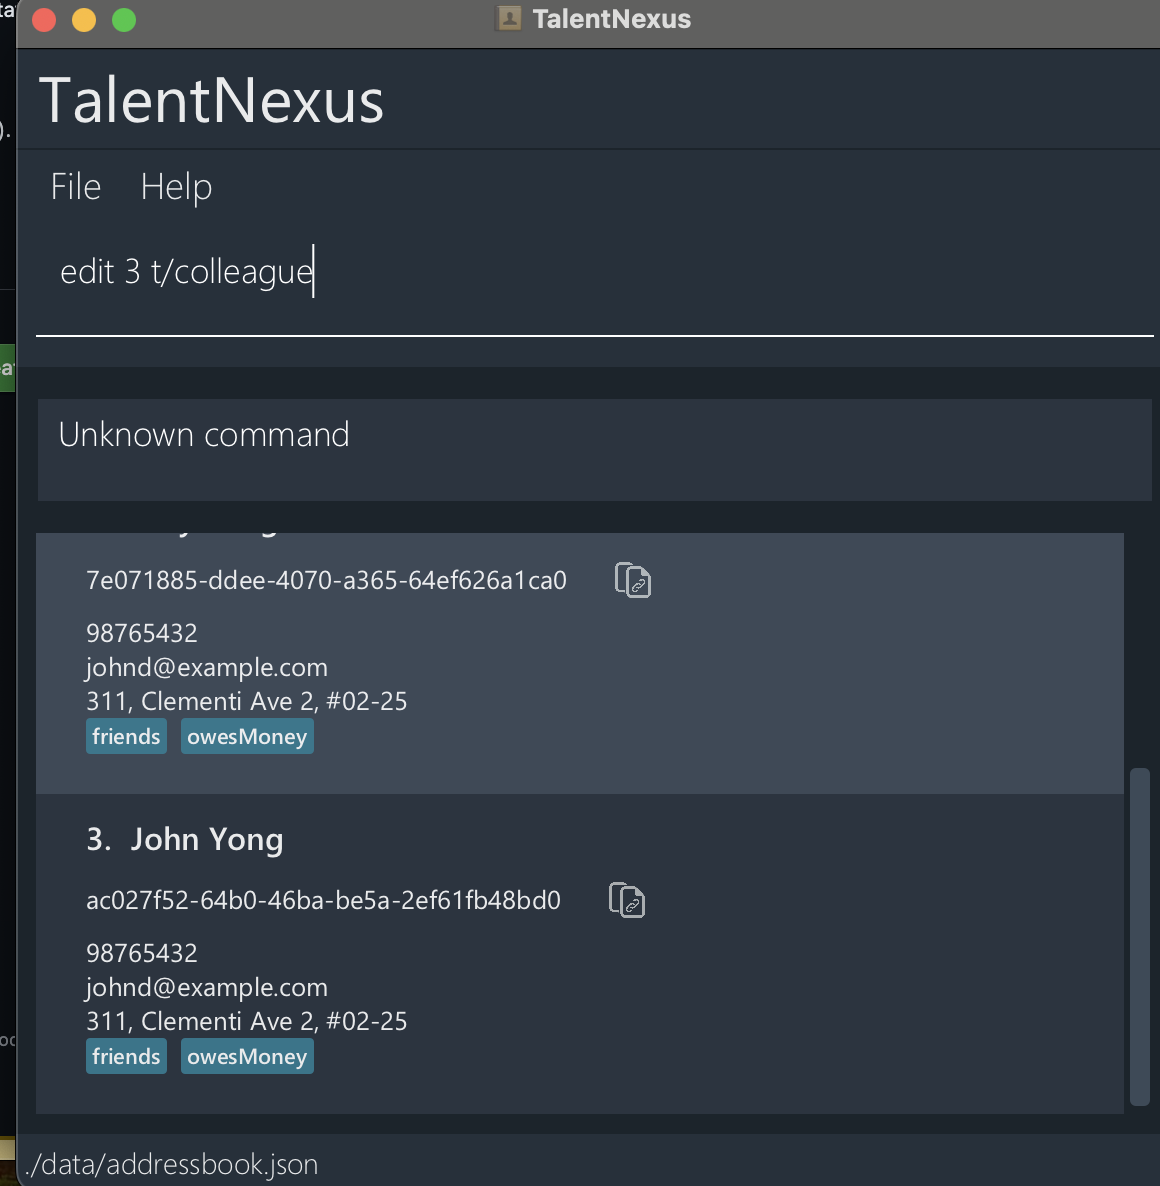 TalentNexus
TalentNexus
File Help
edit 3 t/colleague
Unknown command
7e071885-ddee-4070-a365-64ef626a1ca0
98765432
johnd@example.com
311, Clementi Ave 2, #02-25
friends owesMoney
3. John Yong
ac027f52-64b0-46ba-be5a-2ef61fb48bd0
98765432
johnd@example.com
311, Clementi Ave 2, #02-25
friends owesMoney
./data/addressbook.json